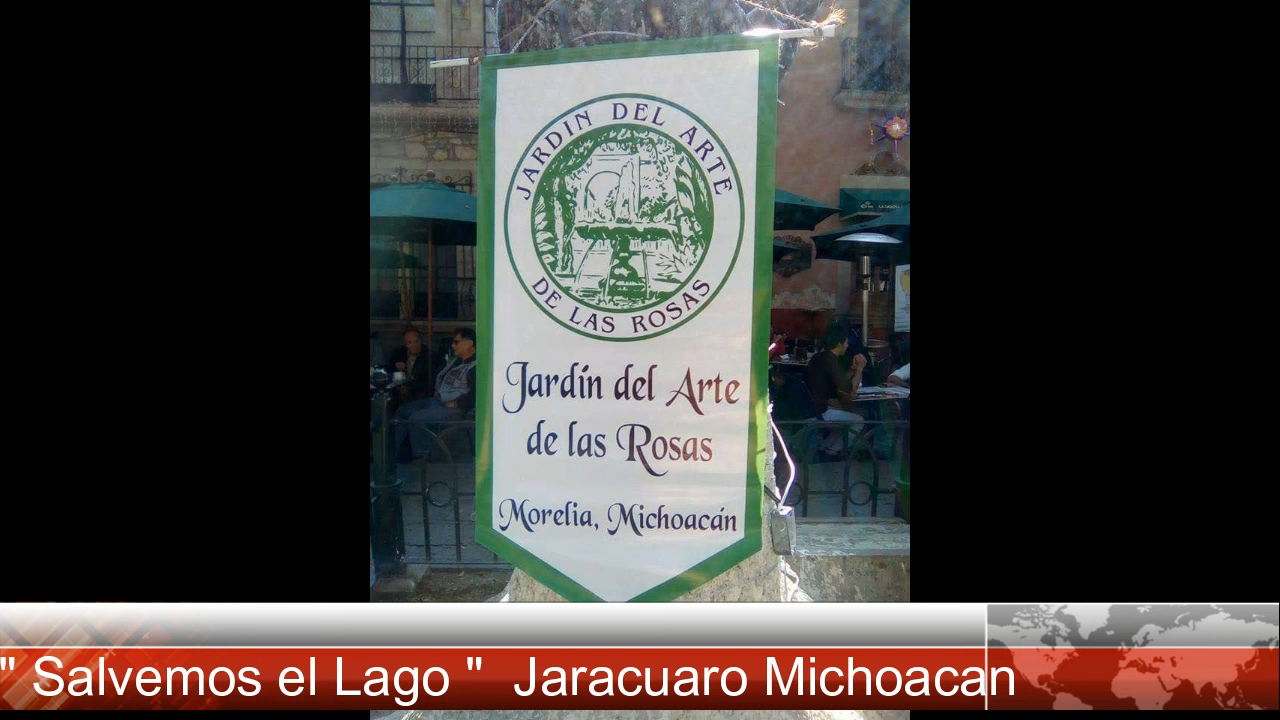 JARDIN DEL ARTE
DE LAS ROSAS
Jardín del Arte
de las Rosas
Morelia, Michoacán
" Salvemos el Lago " Jaracuaro Michoacan